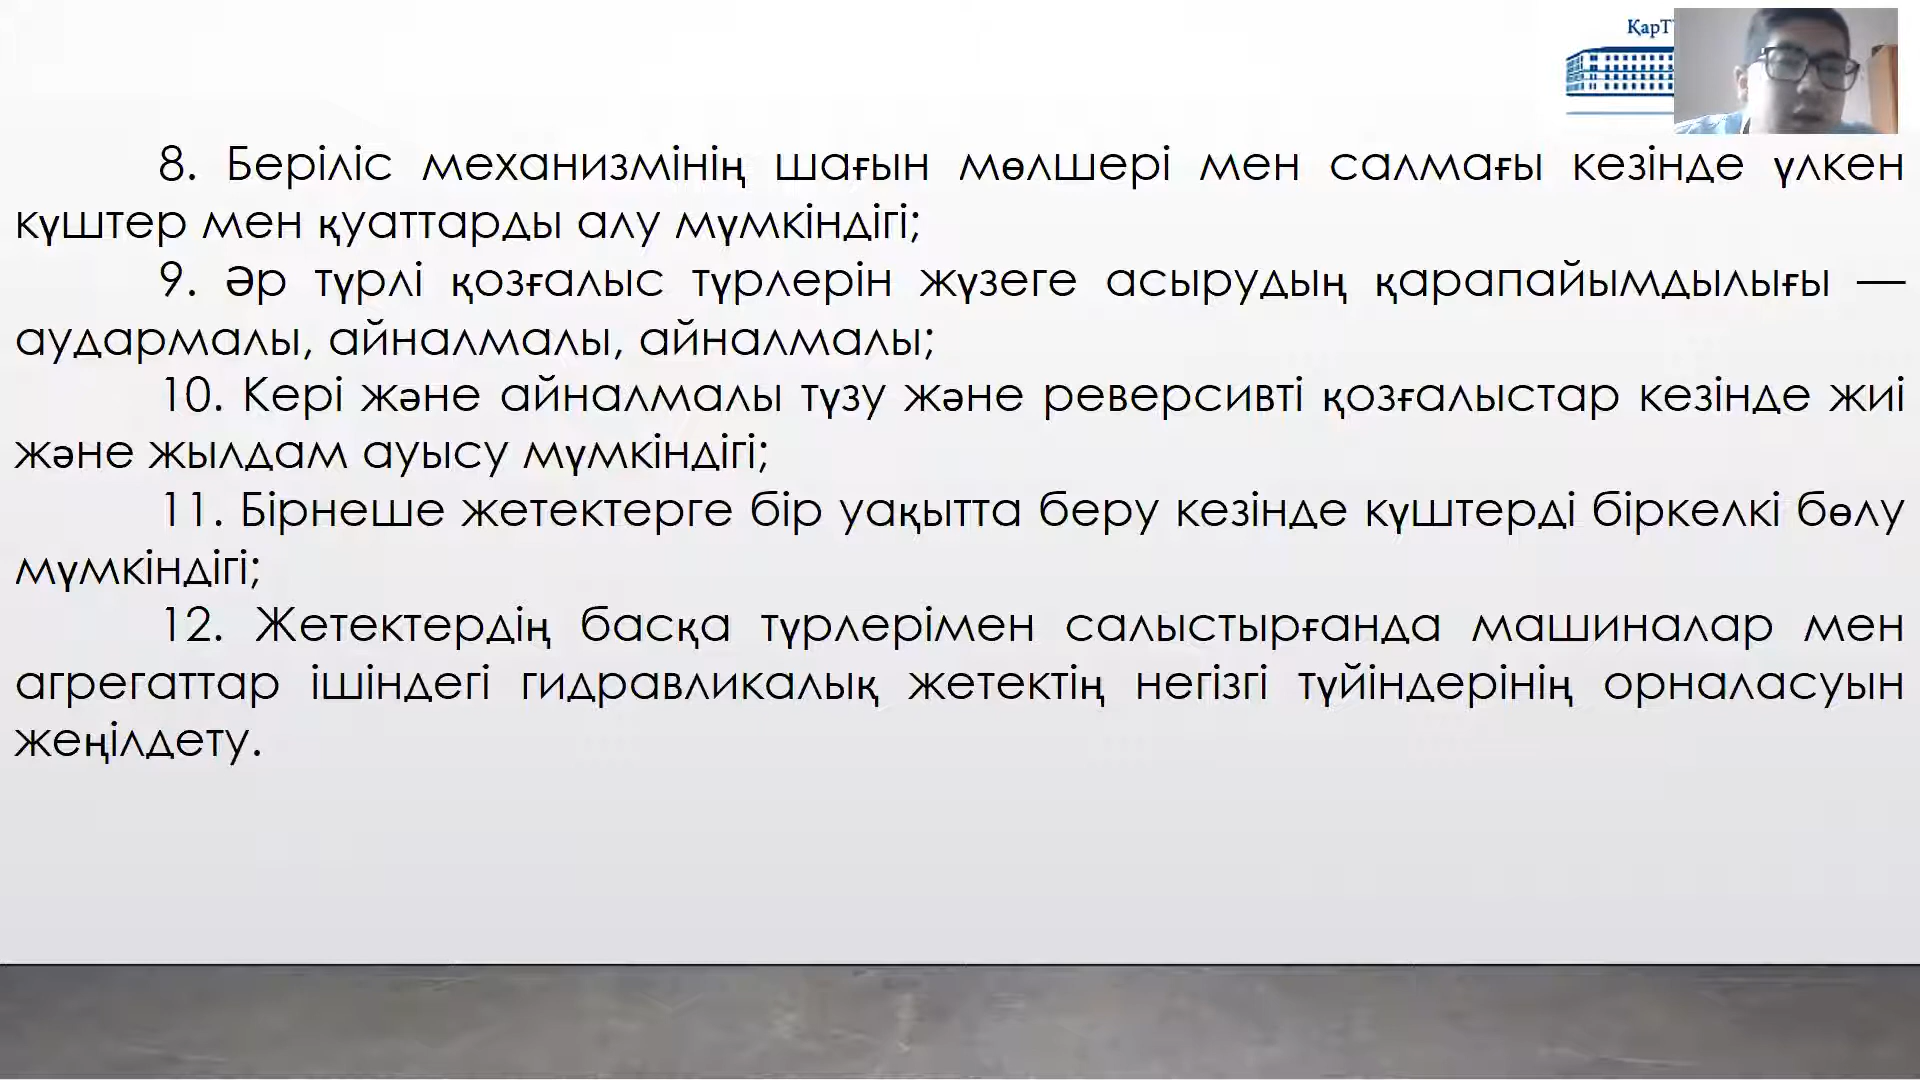 ҚарТ
8. Беріліс механизмінің шағын мөлшері мен салмағы кезінде үлкен
күштер мен қуаттарды алу мүмкіндігі;
9. Әр түрлі қозғалыс түрлерін жүзеге асырудың қарапайымдылығы —
аудармалы, айналмалы, айналмалы;
10. Кері және айналмалы түзу және реверсивті қозғалыстар кезінде жиі
және жылдам ауысу мүмкіндігі;
11. Бірнеше жетектерге бір уақытта беру кезінде күштерді біркелкі бөлу
мүмкіндігі;
12. Жетектердің басқа түрлерімен салыстырғанда машиналар мен
агрегаттар ішіндегі гидравликалық жетектің негізгі түйіндерінің орналасуын
жеңілдету.